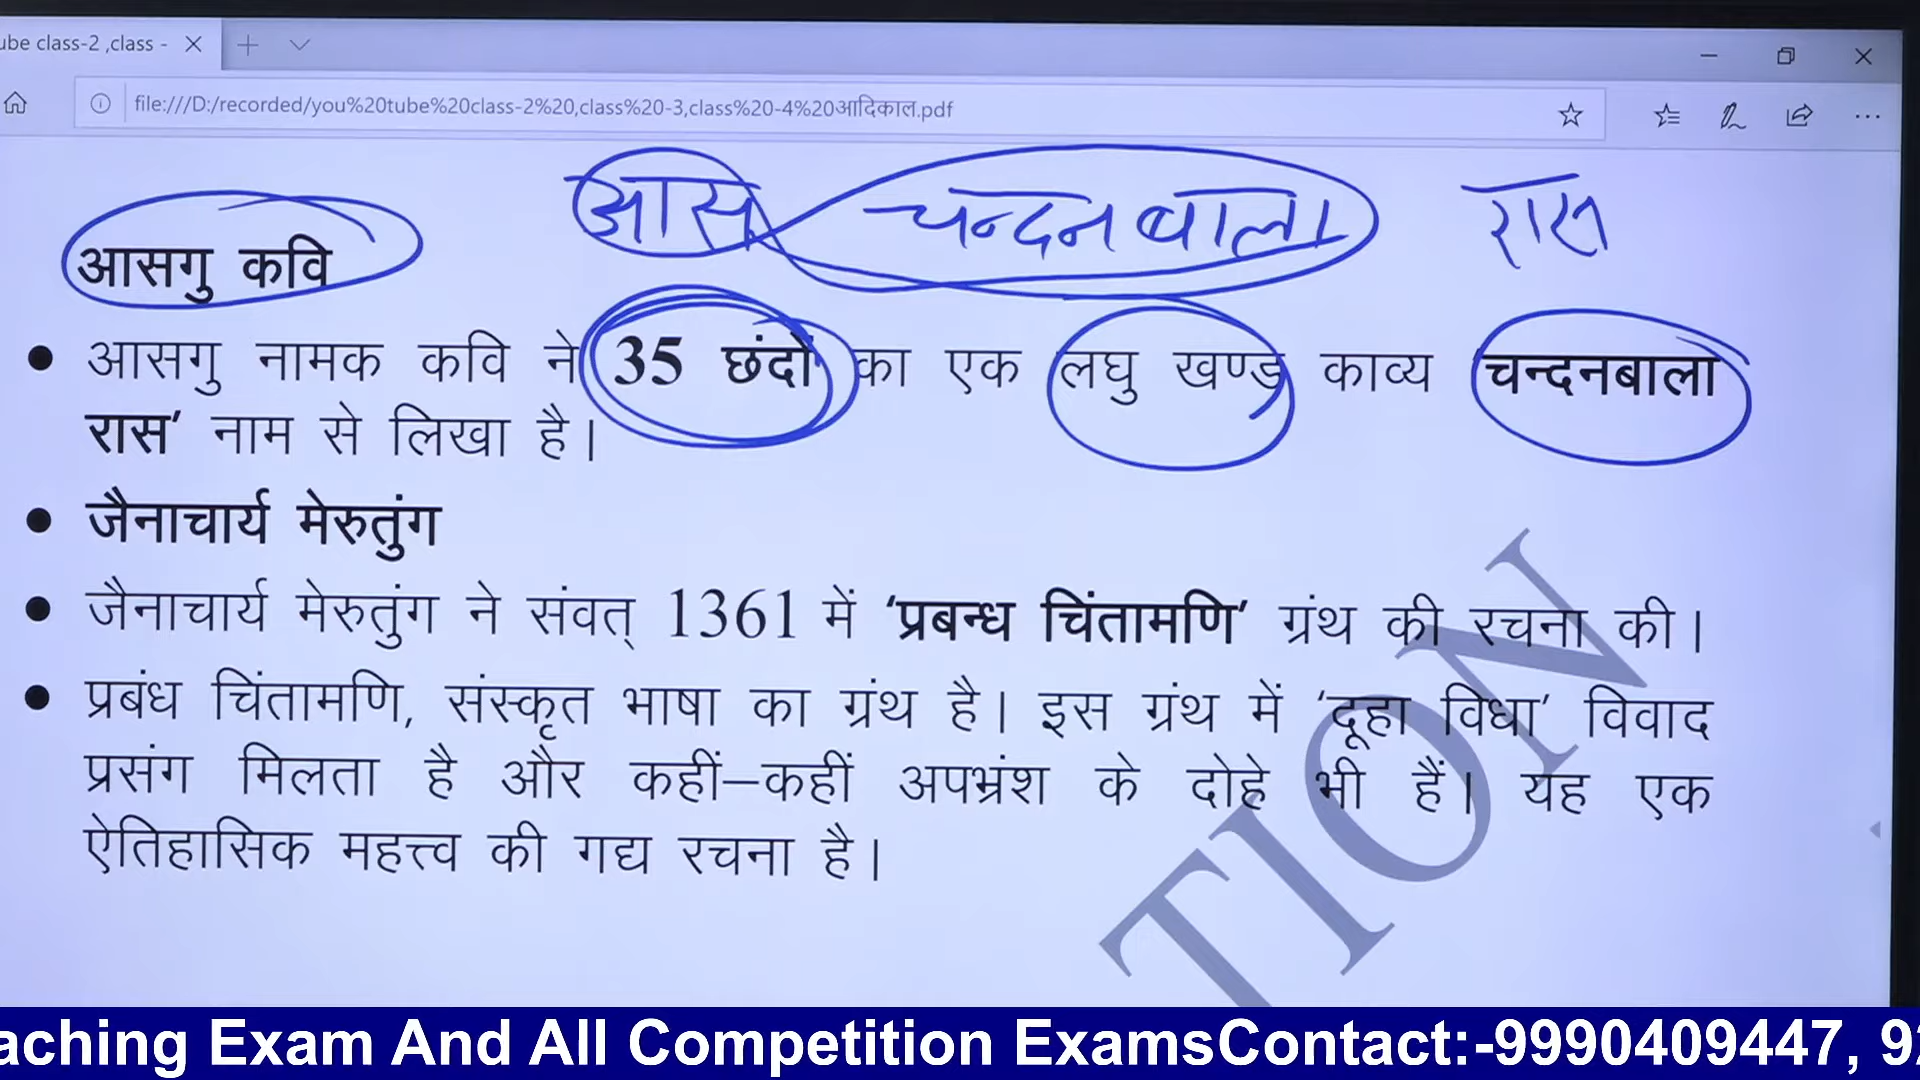 ube class-2 ,class -
file:///D:/recorded/you%20tube%20class-2%20,class%20-3,class%20-4%20आदिकाल.pdf
आस चन्दनबाला रास
आसगु कवि
• आसगु नामक कवि ने 35 छंदों का एक लघु खण्ड काव्य चन्दनबाला
रास’ नाम से लिखा है।
• जैनाचार्य मेरुतुंग
• जैनाचार्य मेरुतुंग ने संवत् 1361 में ‘प्रबन्ध चिंतामणि’ ग्रंथ की रचना की।
• प्रबंध चिंतामणि, संस्कृत भाषा का ग्रंथ है। इस ग्रंथ में ‘दूहा विधा’ विवाद
प्रसंग मिलता है और कहीं–कहीं अपभ्रंश के दोहे भी हैं। यह एक
ऐतिहासिक महत्त्व की गद्य रचना है।
TION
aching Exam And All Competition ExamsContact:-9990409447, 92